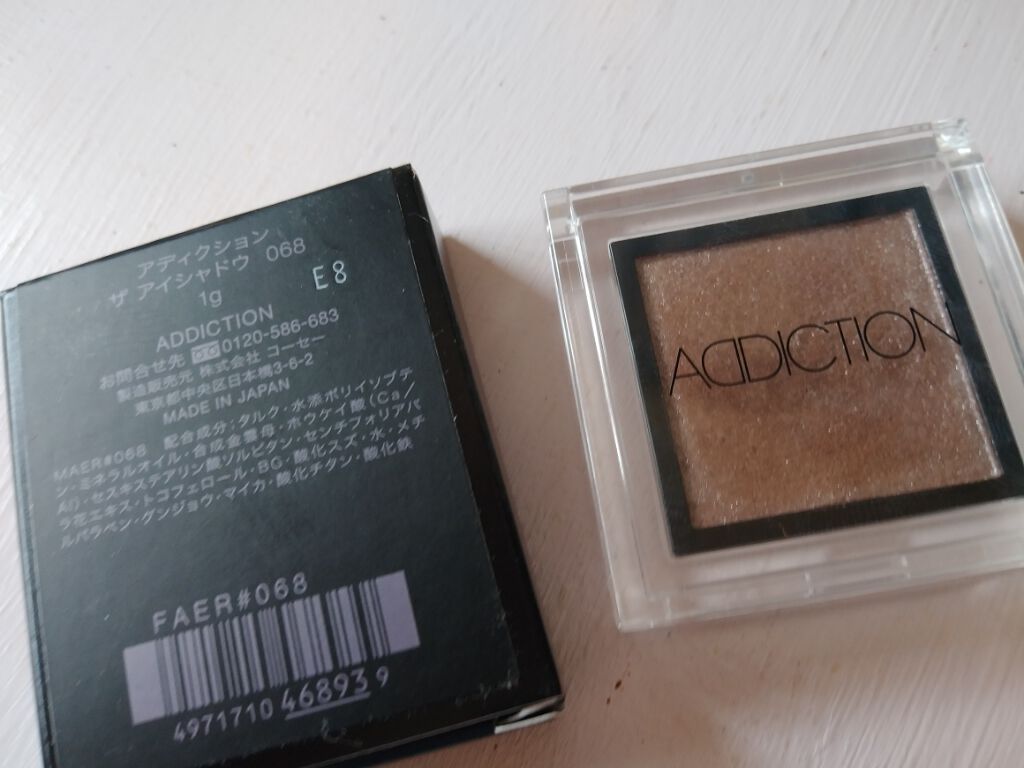 アディクション
ザ アイシャドウ 068
1g
E8
ADDICTION
お問合せ先 0120-586-683
製造販売元 株式会社 コーセー
東京都中央区日本橋3-6-2
MADE IN JAPAN
MAER#068 配合成分:タルク・水添ポリイソブテ
ン・ミネラルオイル・合成金雲母・ホウケイ酸(Ca/
Al)・セスキステアリン酸ソルビタン・センチフォリアバ
ラ花エキス・トコフェロール・BG・酸化スズ・水・メチ
ルパラベン・グンジョウ・マイカ・酸化チタン・酸化鉄
FAER#068
4971710 468939
ADDICTION